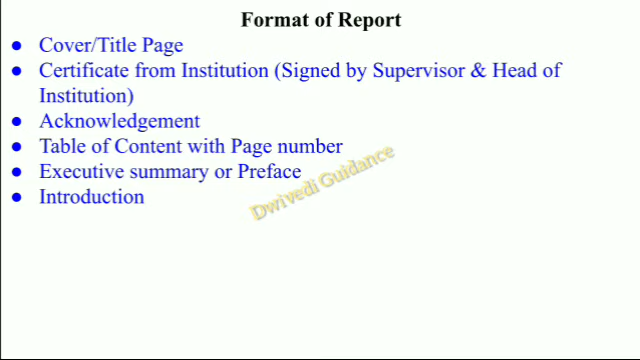 Format of Report
● Cover/Title Page
● Certificate from Institution (Signed by Supervisor & Head of
Institution)
● Acknowledgement
● Table of Content with Page number
● Executive summary or Preface
● Introduction
Dwivedi Guidance